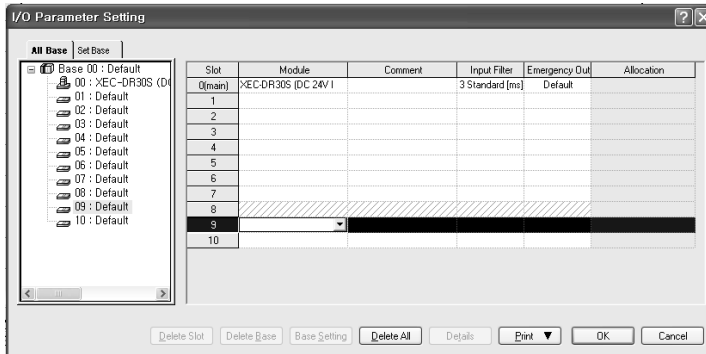 I/O Parameter Setting
All Base Set Base
Base 00 : Default
00 : XEC-DR30S (D
01 : Default
02 : Default
03 : Default
04 : Default
05 : Default
06 : Default
07 : Default
08 : Default
09 : Default
10 : Default
Slot Module Comment Input Filter Emergency Out Allocation
0(main) XEC-DR30S (DC 24V I 3 Standard [ms] Default
1
2
3
4
5
6
7
8
9
10
Delete Slot Delete Base Base Setting Delete All Details Print ▼ OK Cancel